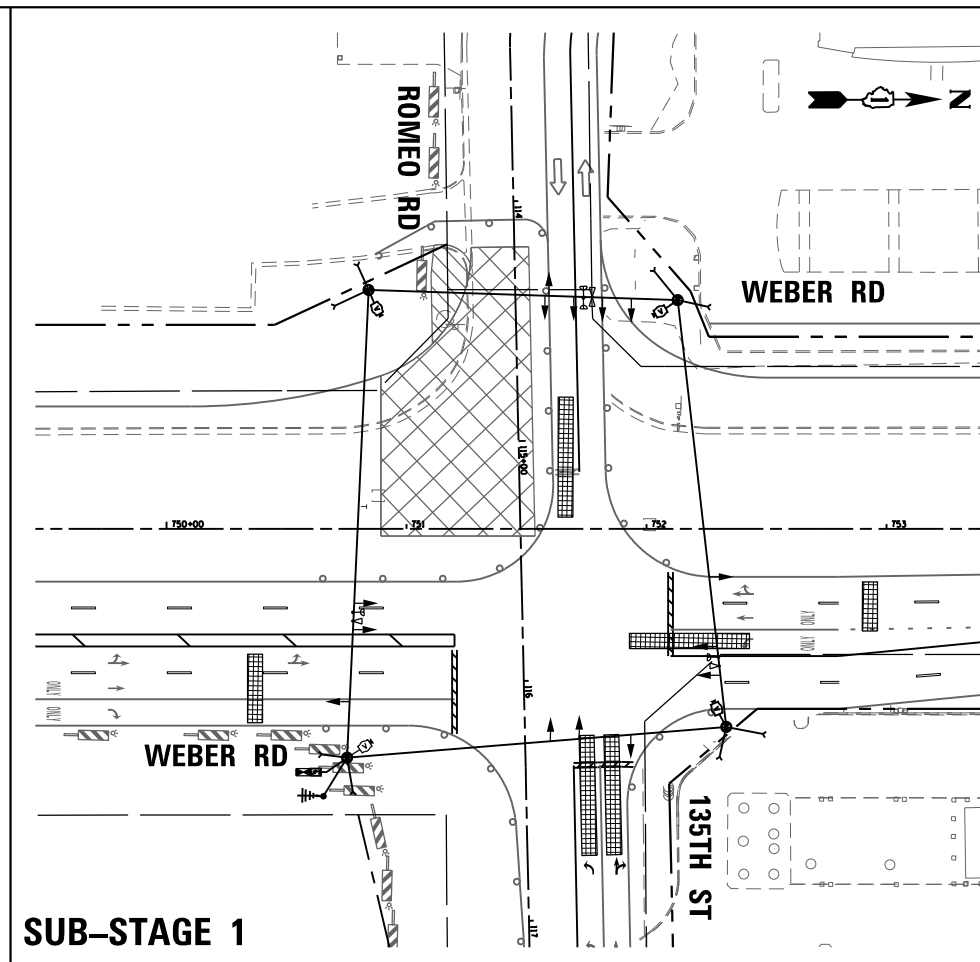 ROMEO RD
N
114
WEBER RD
115+00
750+00
751
752
753
ONLY
ONLY
ONLY
ONLY
116
WEBER RD
135TH ST
117
SUB–STAGE 1